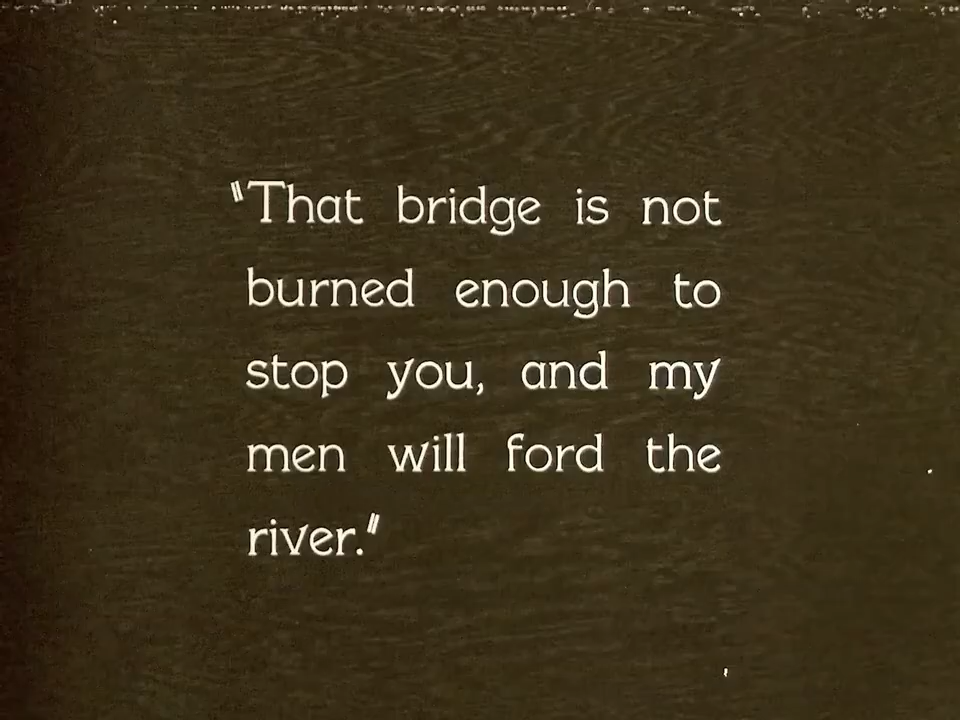 "That bridge is not
burned enough to
stop you, and my
men will ford the
river."